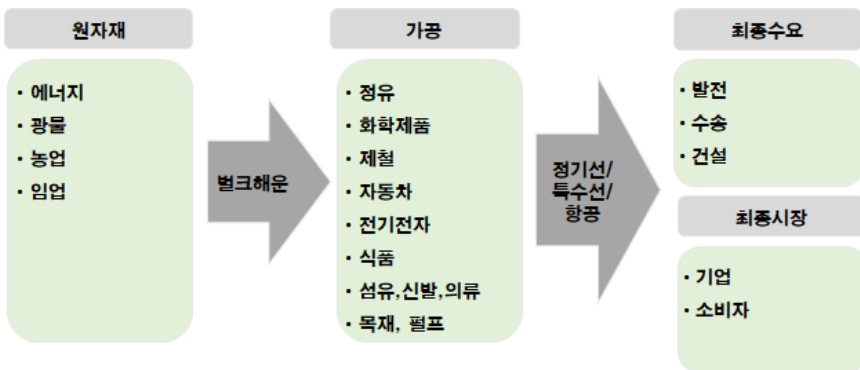 원자재
• 에너지
• 광물
• 농업
• 임업
벌크해운
가공
• 정유
• 화학제품
• 제철
• 자동차
• 전기전자
• 식품
• 섬유,신발,의류
• 목재, 펄프
정기선/
특수선/
항공
최종수요
• 발전
• 수송
• 건설
최종시장
• 기업
• 소비자